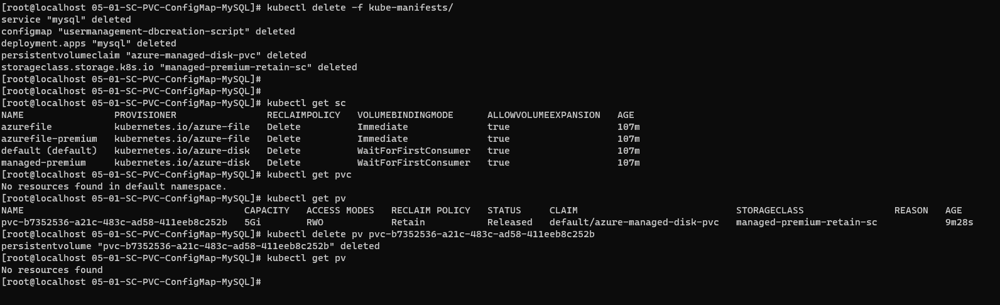 [root@localhost 05-01-SC-PVC-ConfigMap-MySQL]# kubectl delete -f kube-manifests/
service "mysql" deleted
configmap "usermanagement-dbcreation-script" deleted
deployment.apps "mysql" deleted
persistentvolumeclaim "azure-managed-disk-pvc" deleted
storageclass.storage.k8s.io "managed-premium-retain-sc" deleted
[root@localhost 05-01-SC-PVC-ConfigMap-MySQL]#
[root@localhost 05-01-SC-PVC-ConfigMap-MySQL]#
[root@localhost 05-01-SC-PVC-ConfigMap-MySQL]# kubectl get sc
NAME                PROVISIONER                RECLAIMPOLICY   VOLUMEBINDINGMODE      ALLOWVOLUMEEXPANSION   AGE
azurefile           kubernetes.io/azure-file   Delete          Immediate              true                   107m
azurefile-premium   kubernetes.io/azure-file   Delete          Immediate              true                   107m
default (default)   kubernetes.io/azure-disk   Delete          WaitForFirstConsumer   true                   107m
managed-premium     kubernetes.io/azure-disk   Delete          WaitForFirstConsumer   true                   107m
[root@localhost 05-01-SC-PVC-ConfigMap-MySQL]# kubectl get pvc
No resources found in default namespace.
[root@localhost 05-01-SC-PVC-ConfigMap-MySQL]# kubectl get pv
NAME                                       CAPACITY   ACCESS MODES   RECLAIM POLICY   STATUS     CLAIM                            STORAGECLASS                REASON   AGE
pvc-b7352536-a21c-483c-ad58-411eeb8c252b   5Gi        RWO            Retain           Released   default/azure-managed-disk-pvc   managed-premium-retain-sc            9m28s
[root@localhost 05-01-SC-PVC-ConfigMap-MySQL]# kubectl delete pv pvc-b7352536-a21c-483c-ad58-411eeb8c252b
persistentvolume "pvc-b7352536-a21c-483c-ad58-411eeb8c252b" deleted
[root@localhost 05-01-SC-PVC-ConfigMap-MySQL]# kubectl get pv
No resources found
[root@localhost 05-01-SC-PVC-ConfigMap-MySQL]#